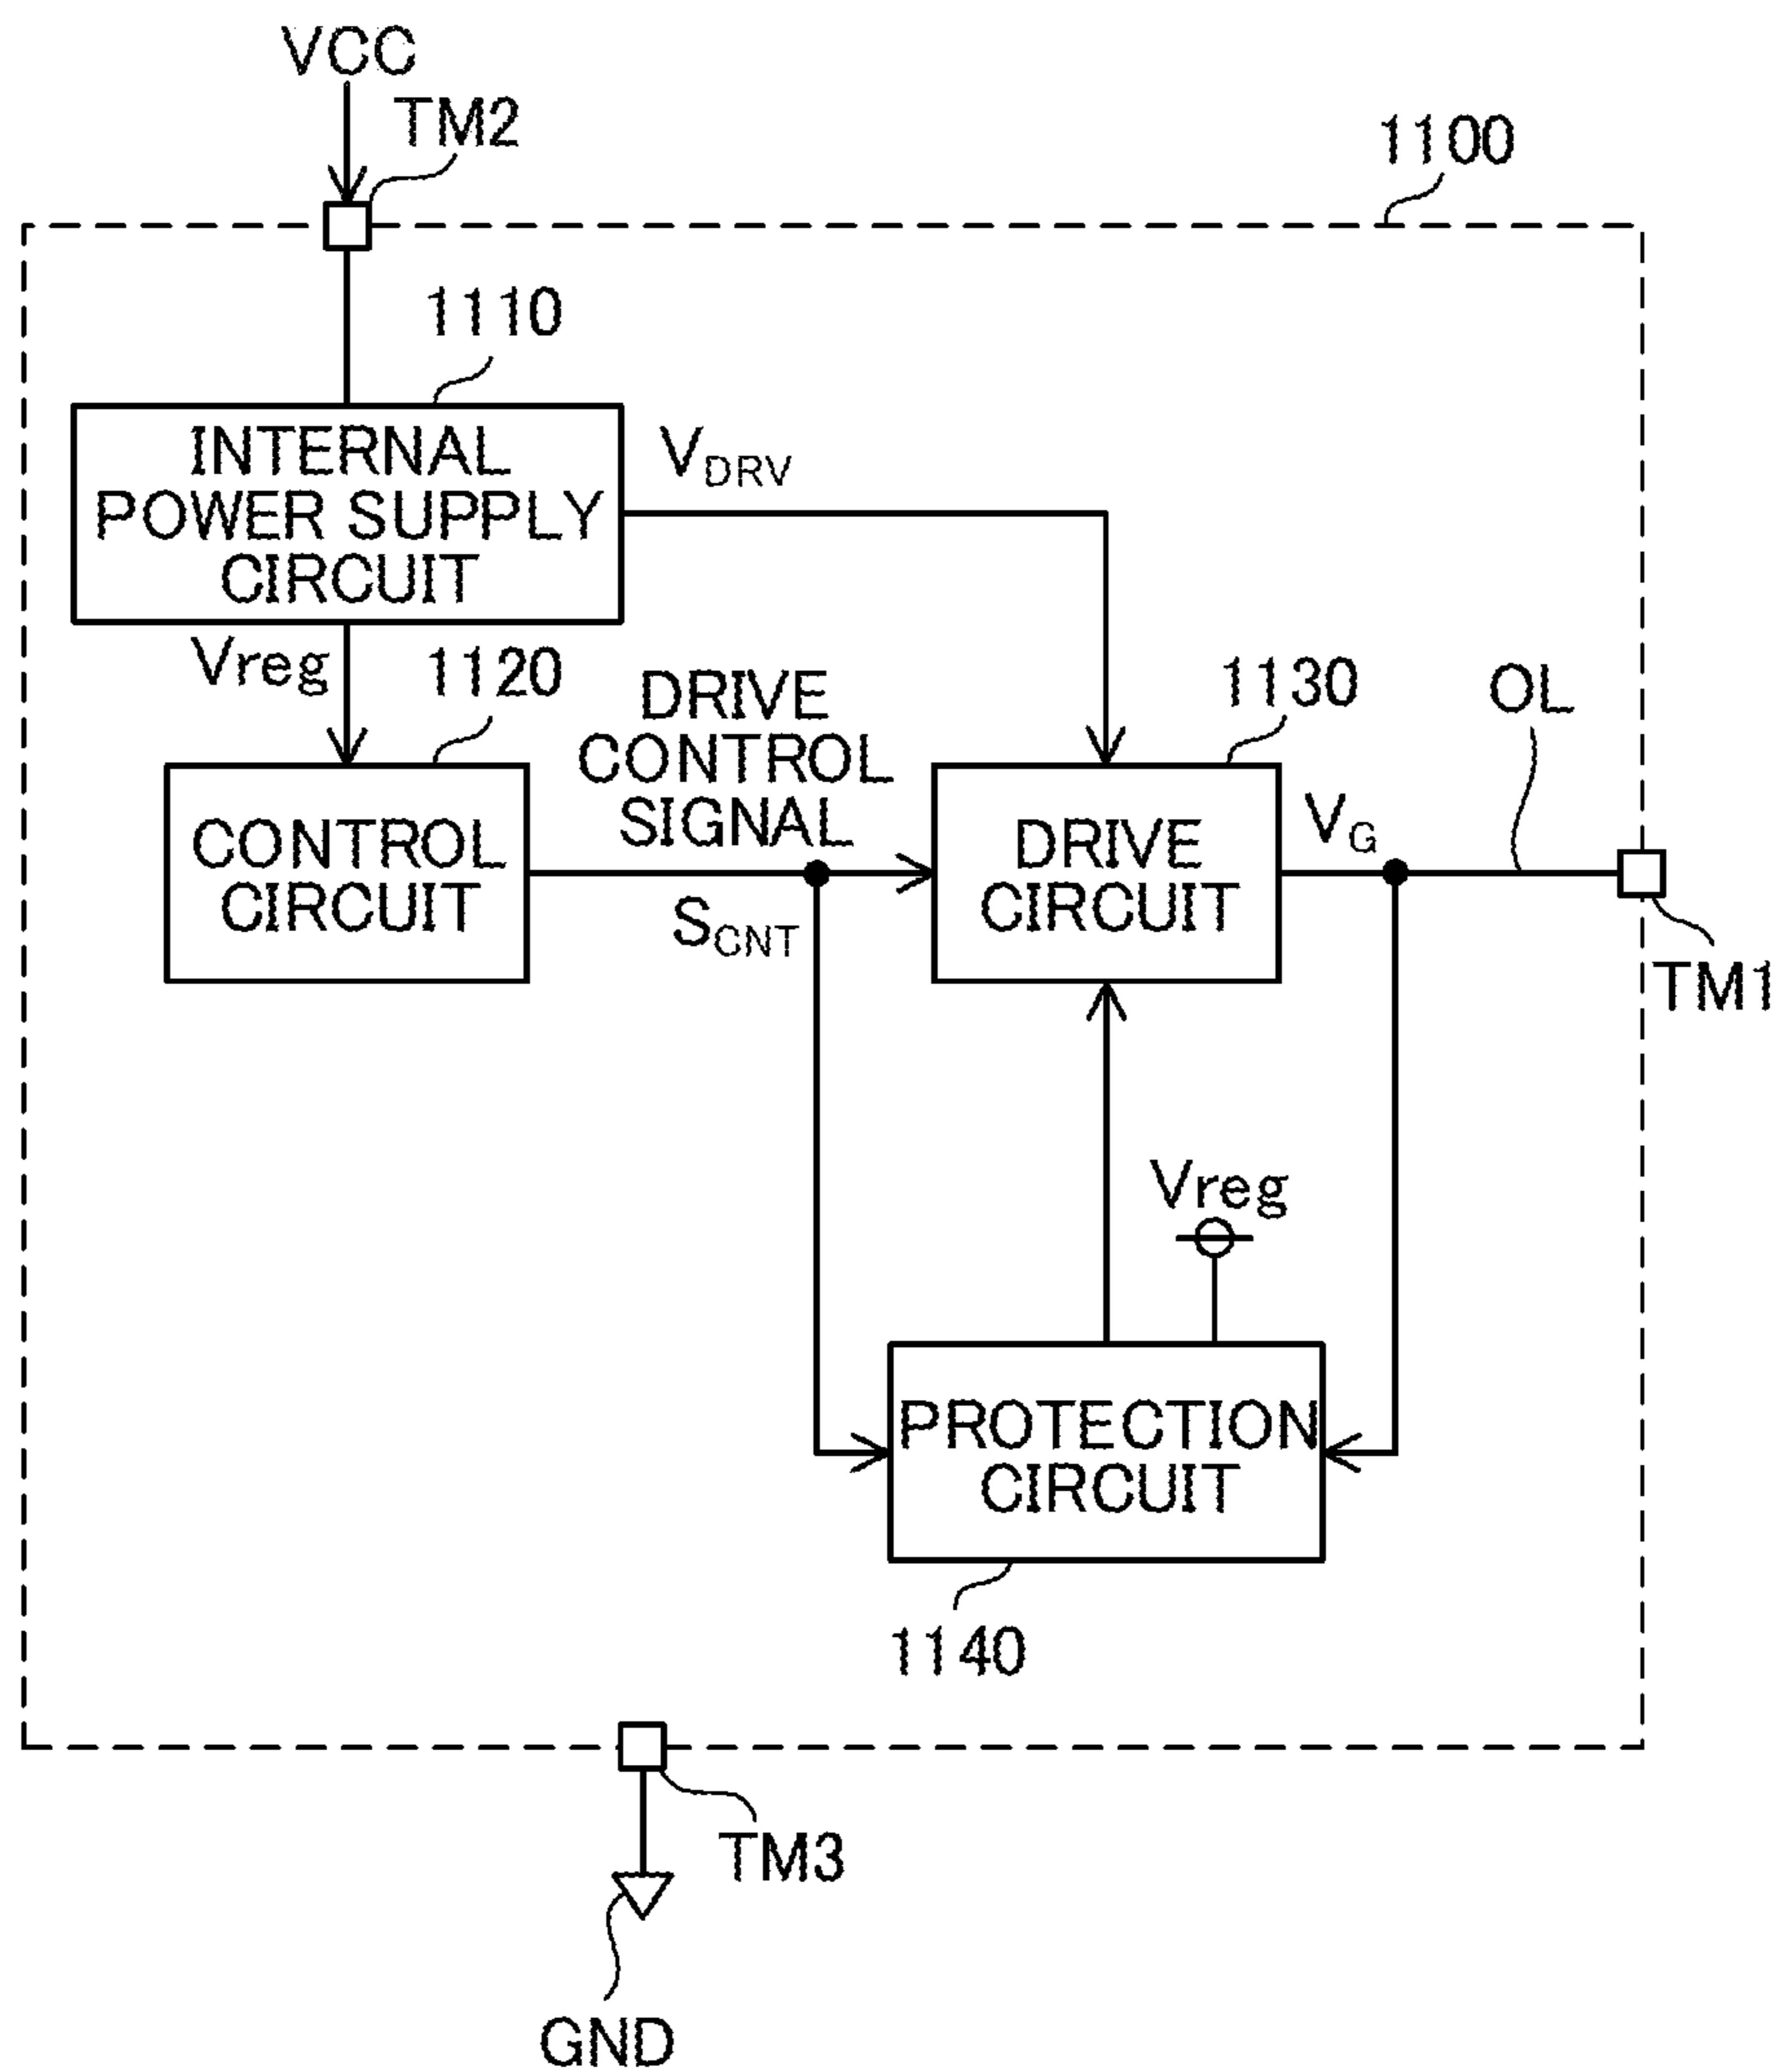 VCC
TM2
1100
1110
INTERNAL
POWER SUPPLY
CIRCUIT
VDRV
Vreg
1120
DRIVE
CONTROL
SIGNAL
1130
OL
CONTROL
CIRCUIT
SCNT
DRIVE
CIRCUIT
VG
TM1
Vreg
PROTECTION
CIRCUIT
1140
TM3
GND